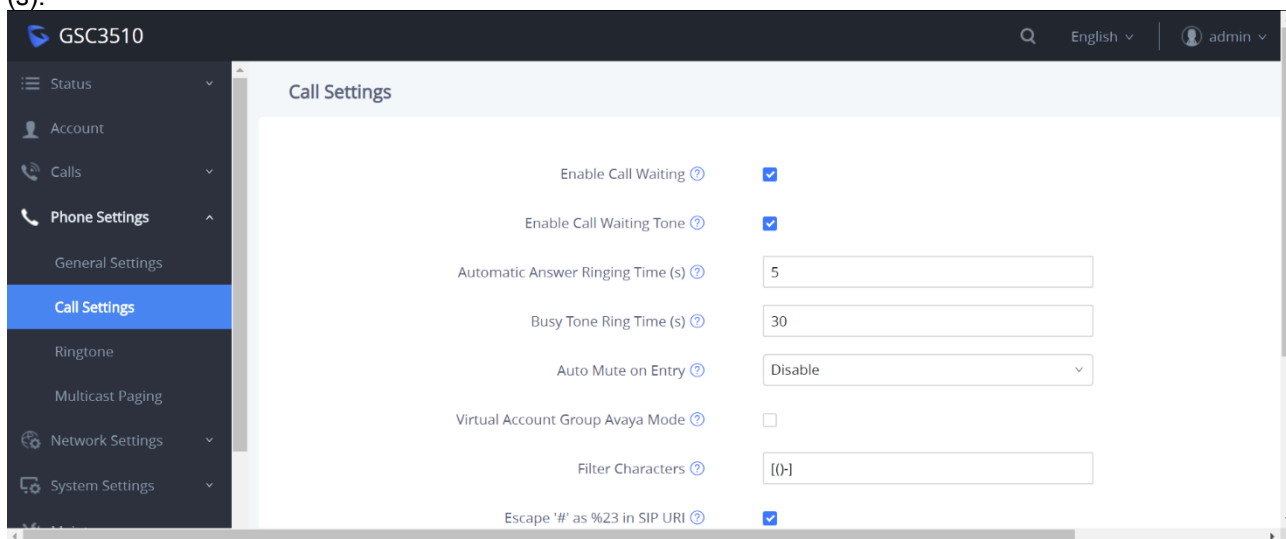 (s).
GSC3510
English
admin
Status
Account
Calls
Phone Settings
General Settings
Call Settings
Ringtone
Multicast Paging
Network Settings
System Settings
Call Settings
Enable Call Waiting
Enable Call Waiting Tone
Automatic Answer Ringing Time (s) 5
Busy Tone Ring Time (s) 30
Auto Mute on Entry Disable
Virtual Account Group Avaya Mode
Filter Characters [()-]
Escape '#' as %23 in SIP URI